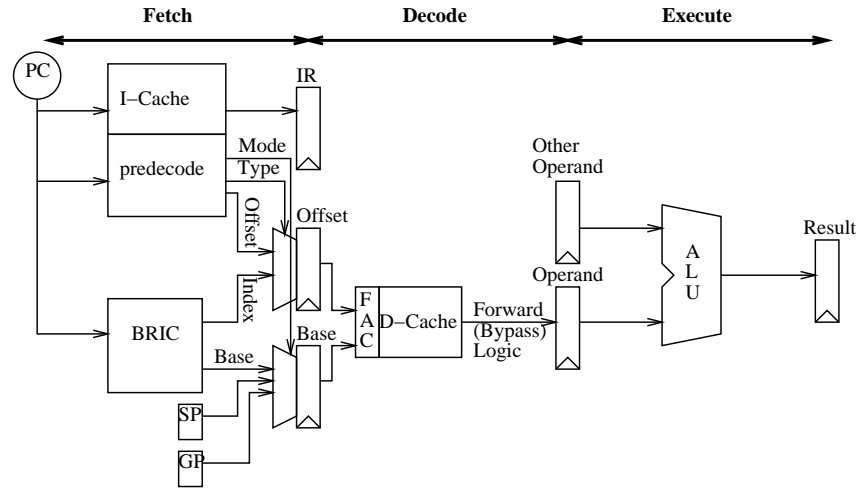 Fetch
Decode
Execute
PC
I-Cache
IR
predecode
Mode
Type
Offset
Offset
Index
BRIC
Base
SP
GP
Base
F
A
C
D-Cache
Forward
(Bypass)
Logic
Other
Operand
Operand
A
L
U
Result